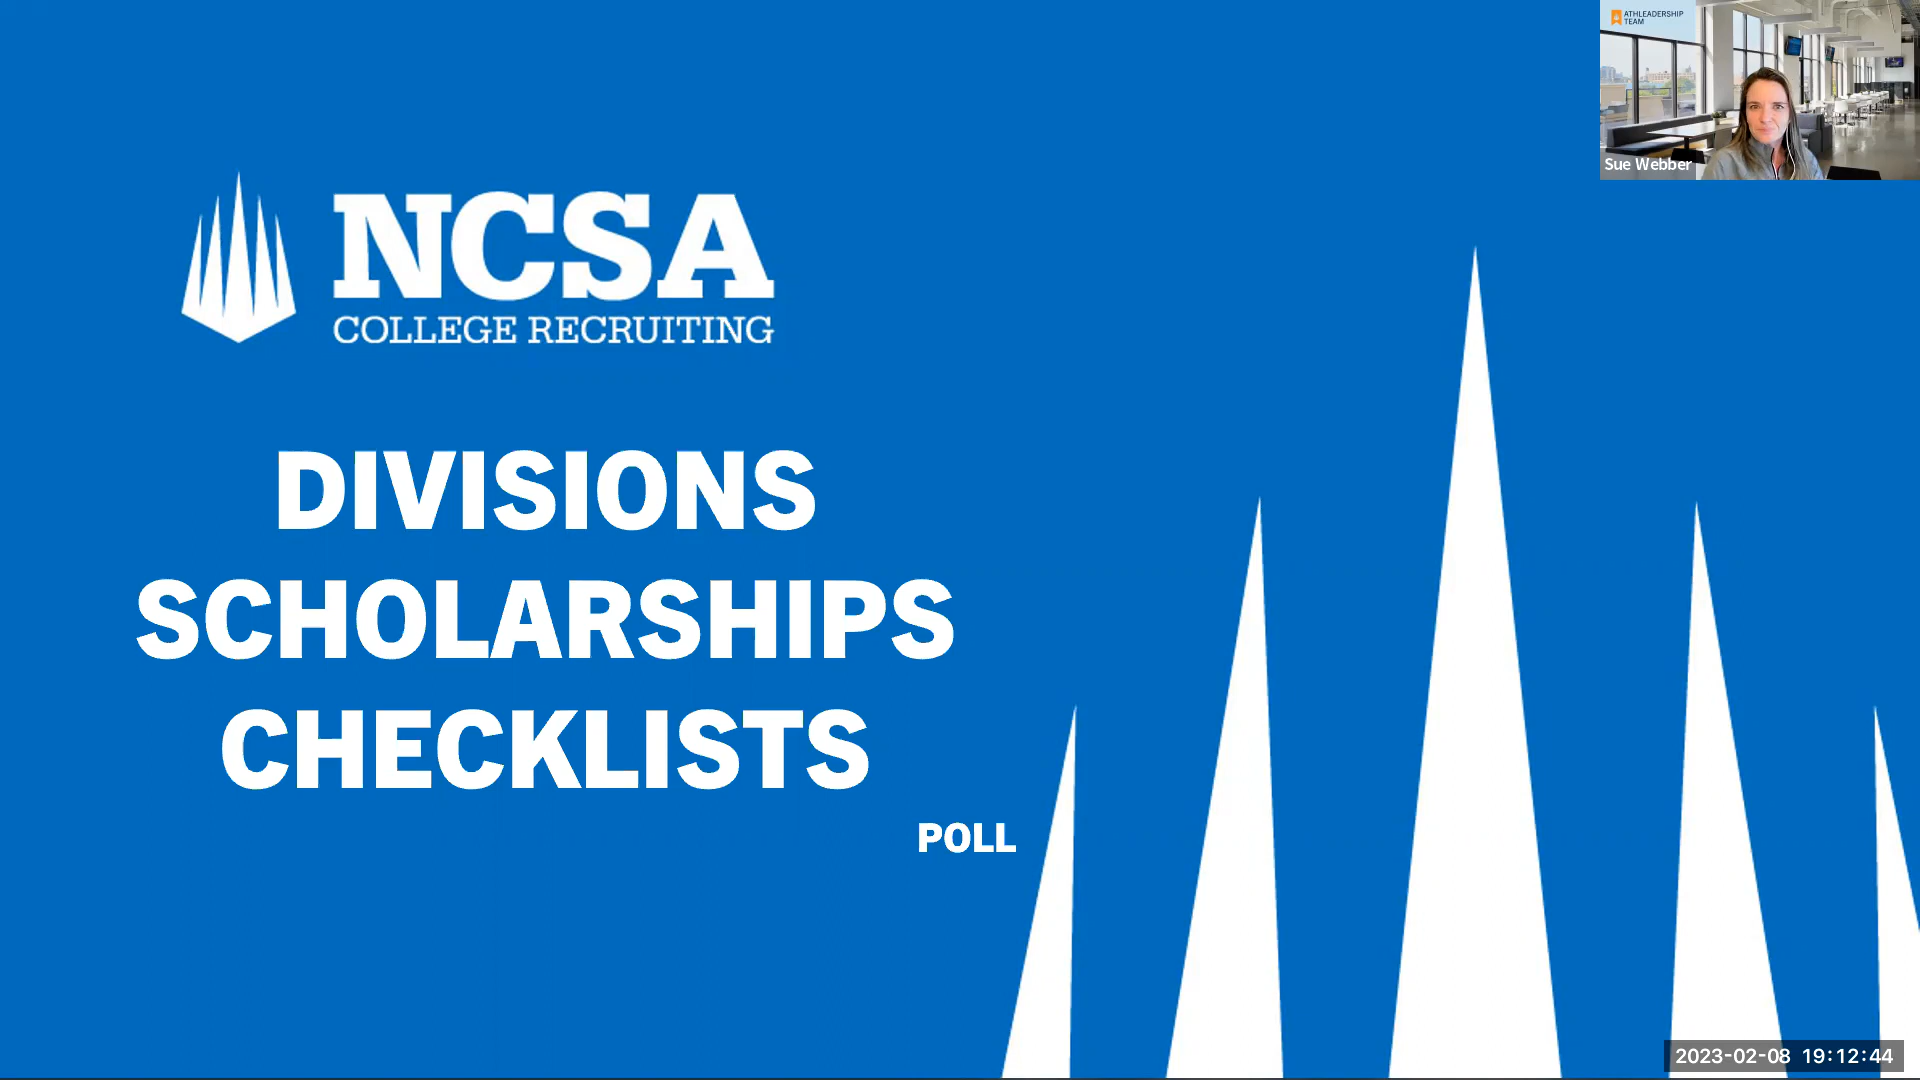 ATHLEADERSHIP
TEAM
Sue Webber
NCSA
COLLEGE RECRUITING
DIVISIONS
SCHOLARSHIPS
CHECKLISTS
POLL
2023-02-08 19:12:44